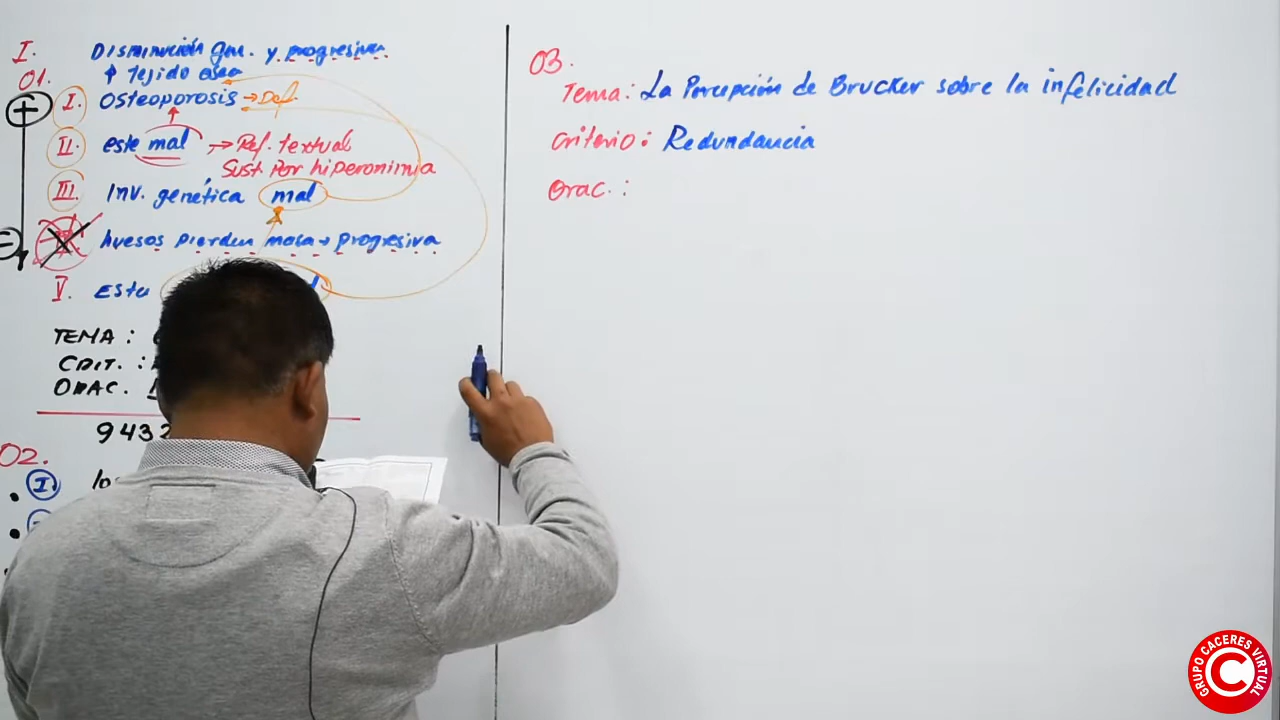 I. Disminución Gen. y progresiva
↑ Tejido óseo
01.
+ I. Osteoporosis → Def.
II. este mal → Ref. textual
Sust. Por hiperonimia
III. Inv. genética mal
huesos pierden masa → progresiva
V. Esta
TEMA :
CRIT. :
ORAC.
943
02.
I
03.
Tema: La Percepción de Brucker sobre la infelicidad
Criterio: Redundancia
Orac. :
GRUPO CACERES VIRTUAL
C